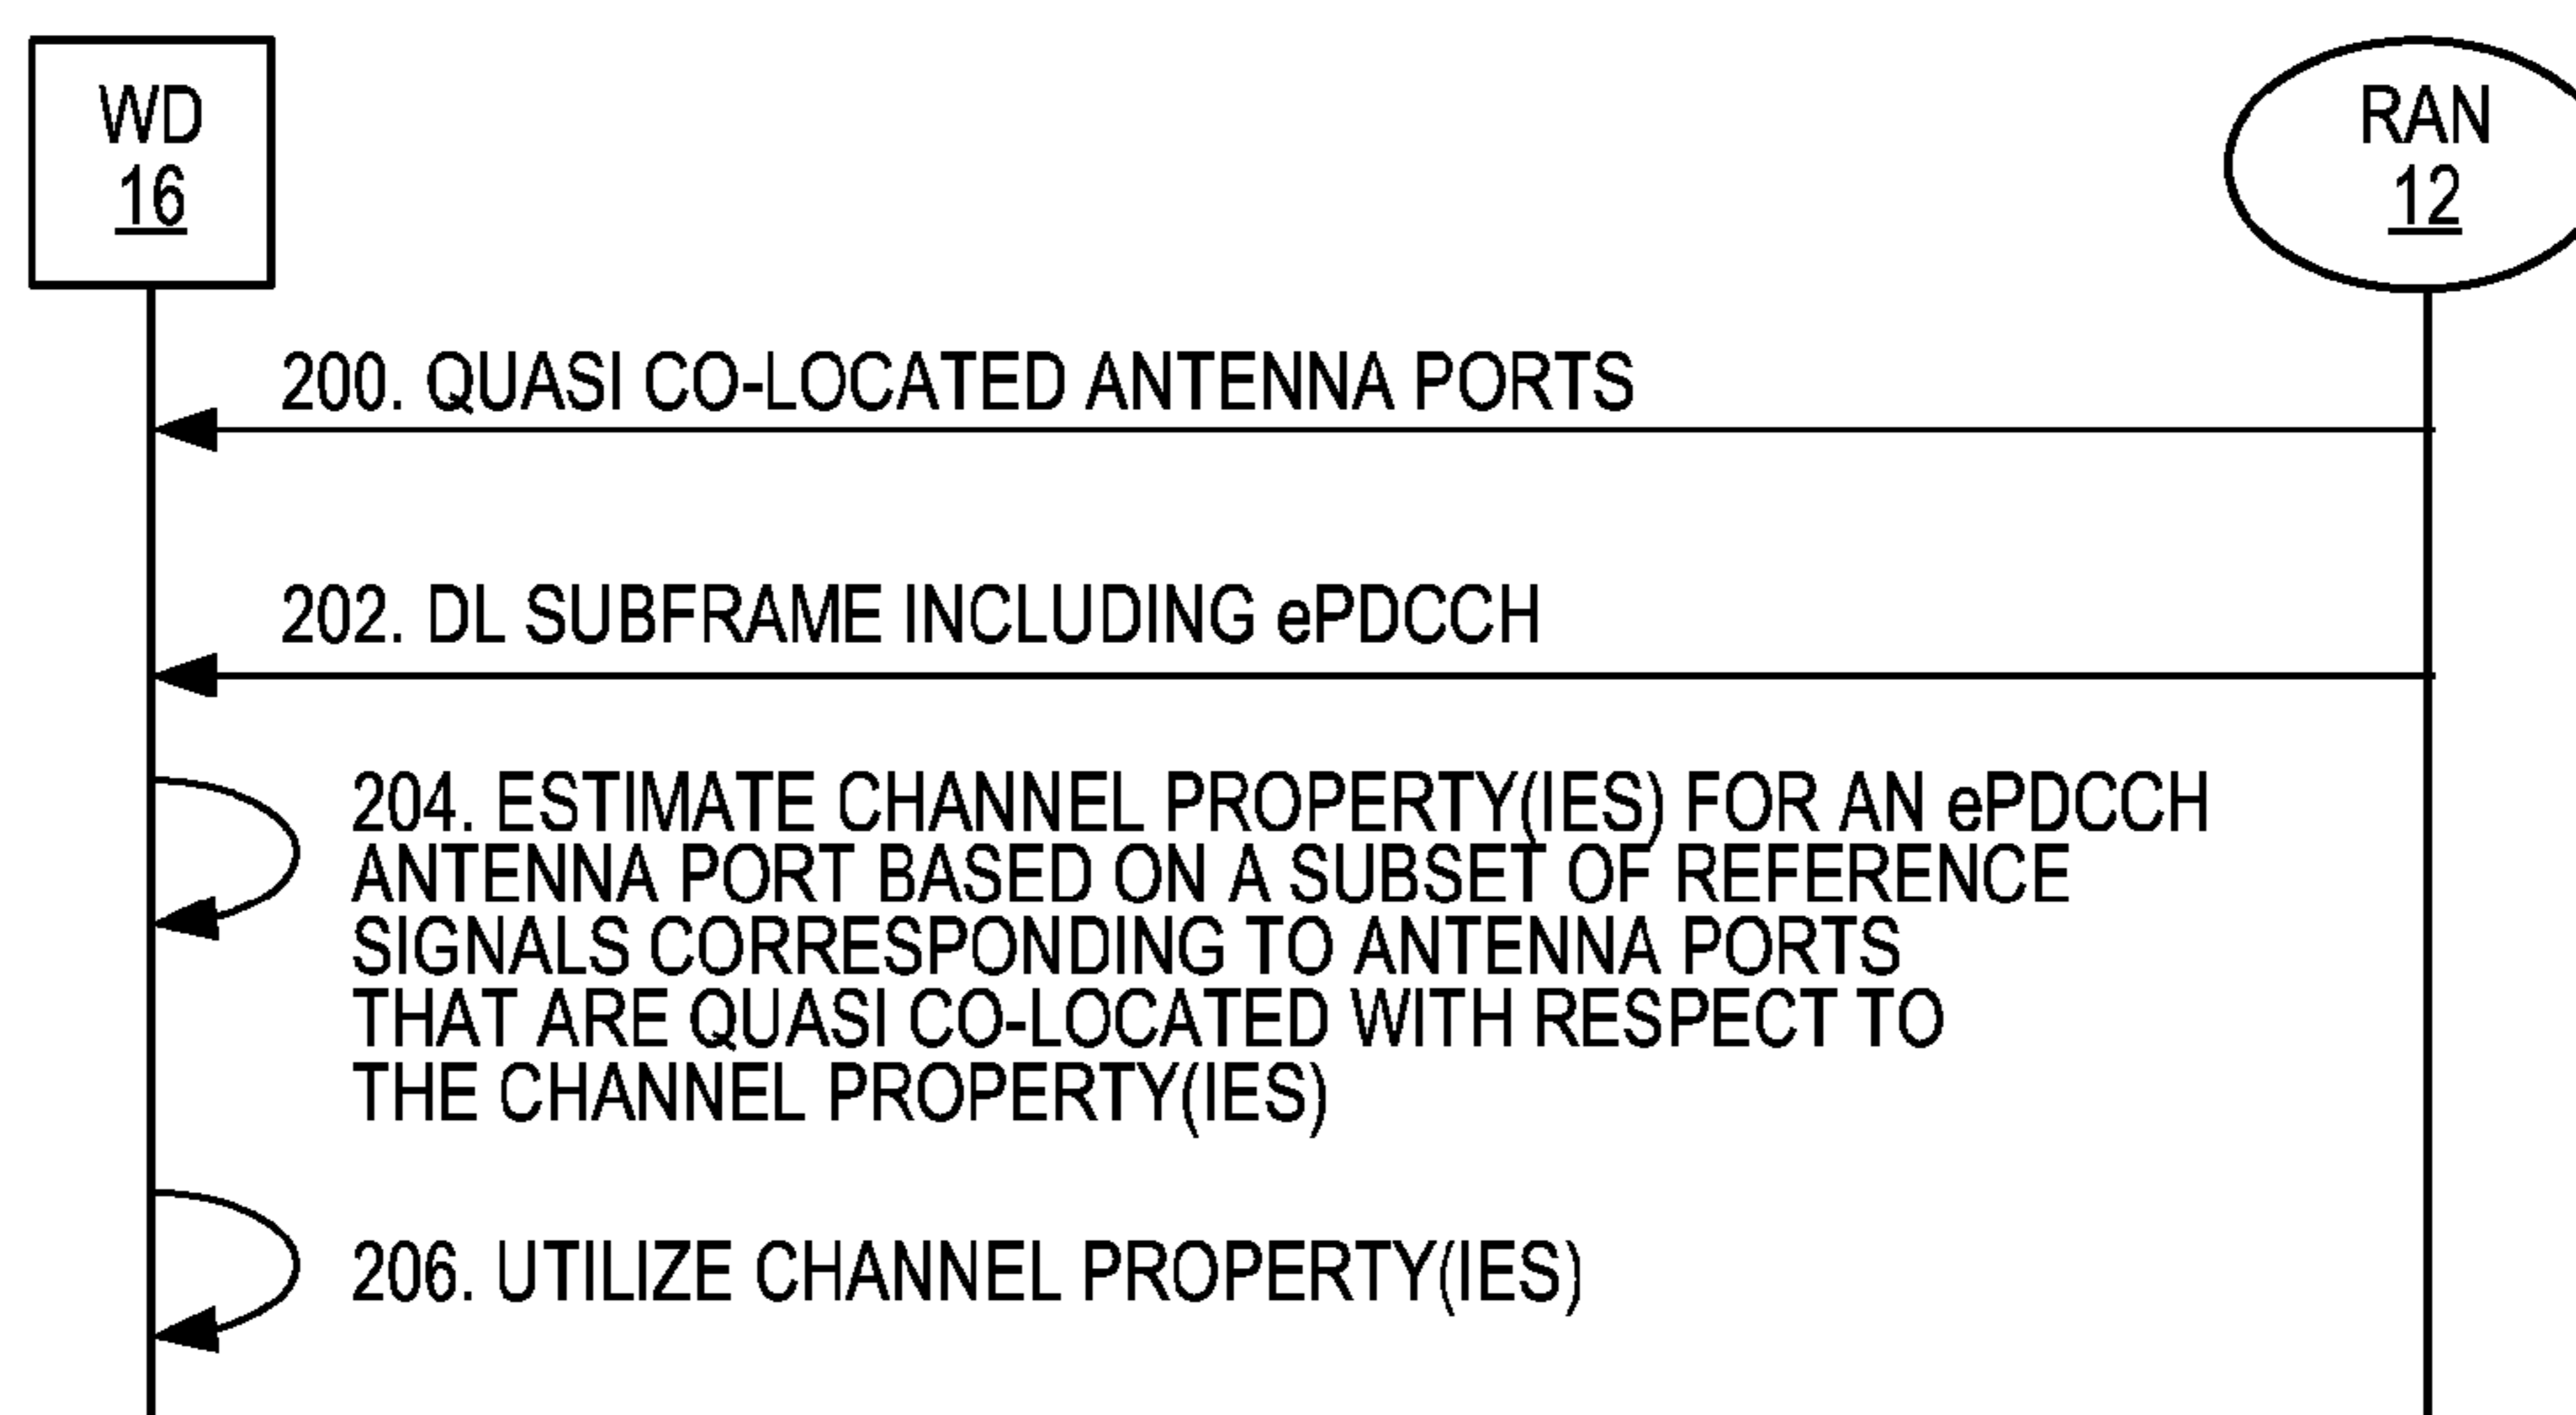 WD
16
RAN
12
200. QUASI CO-LOCATED ANTENNA PORTS
202. DL SUBFRAME INCLUDING ePDCCH
204. ESTIMATE CHANNEL PROPERTY(IES) FOR AN ePDCCH
ANTENNA PORT BASED ON A SUBSET OF REFERENCE
SIGNALS CORRESPONDING TO ANTENNA PORTS
THAT ARE QUASI CO-LOCATED WITH RESPECT TO
THE CHANNEL PROPERTY(IES)
206. UTILIZE CHANNEL PROPERTY(IES)